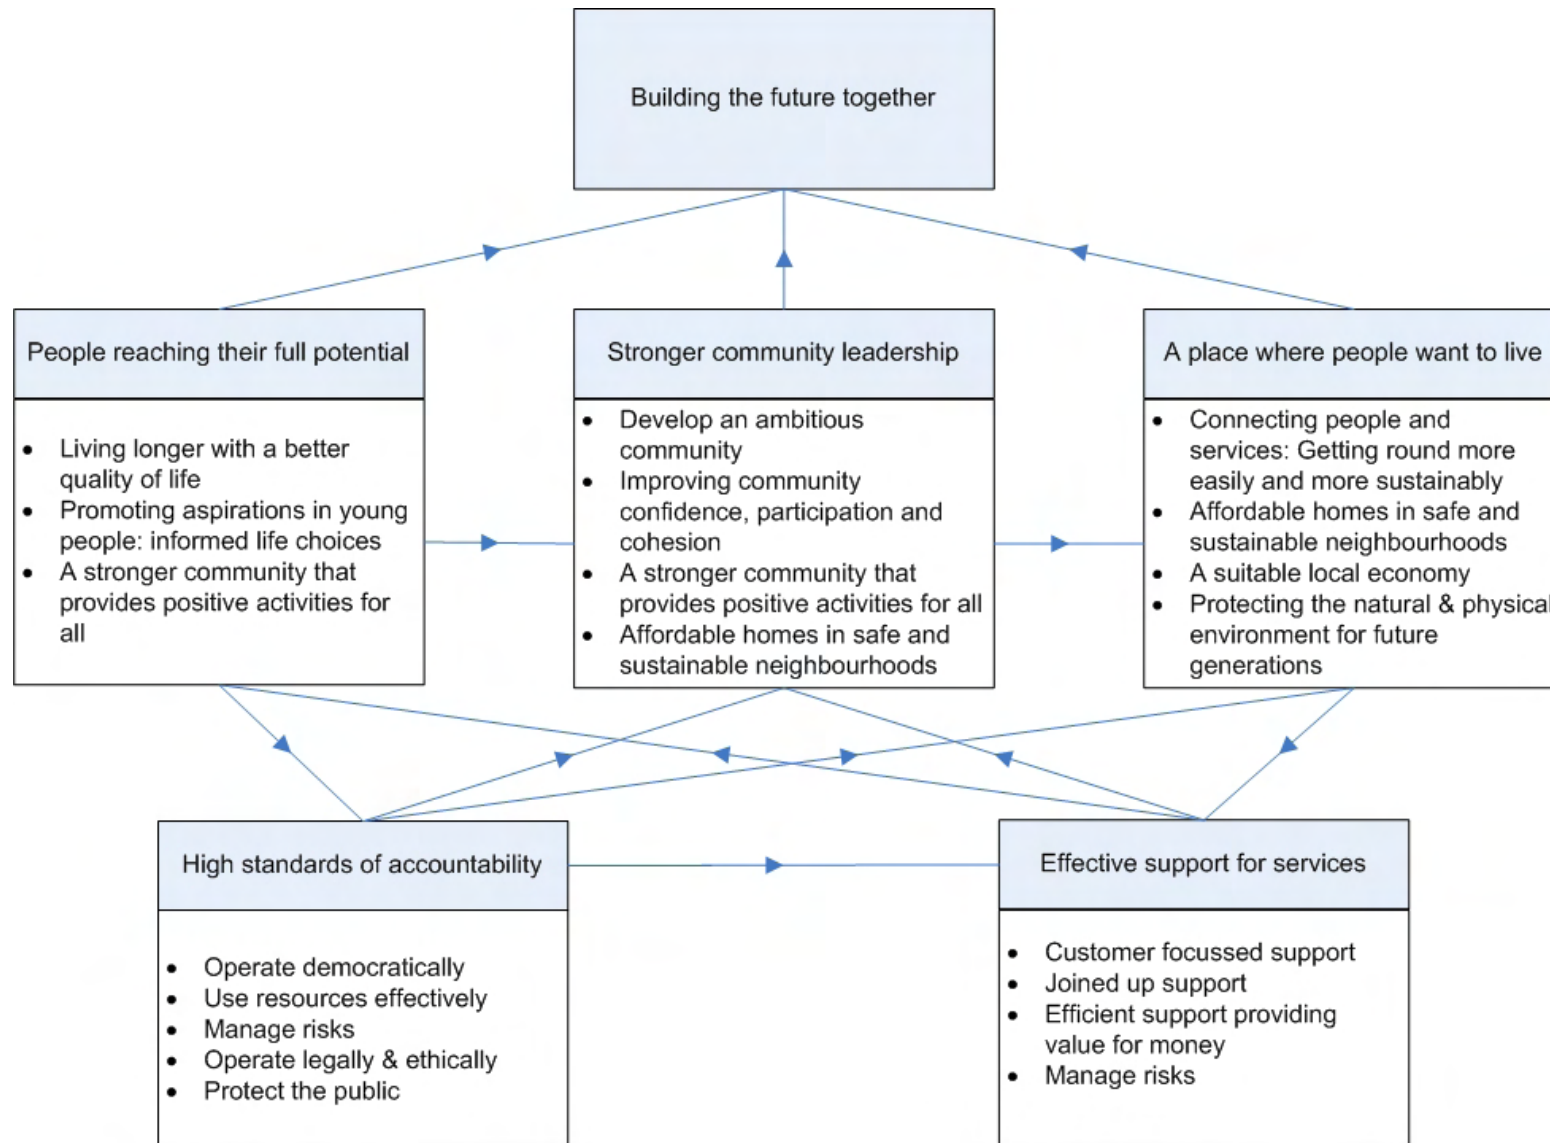 Building the future together
People reaching their full potential
• Living longer with a better
quality of life
• Promoting aspirations in young
people: informed life choices
• A stronger community that
provides positive activities for
all
Stronger community leadership
• Develop an ambitious
community
• Improving community
confidence, participation and
cohesion
• A stronger community that
provides positive activities for all
• Affordable homes in safe and
sustainable neighbourhoods
A place where people want to live
• Connecting people and
services: Getting round more
easily and more sustainably
• Affordable homes in safe and
sustainable neighbourhoods
• A suitable local economy
• Protecting the natural & physical
environment for future
generations
High standards of accountability
• Operate democratically
• Use resources effectively
• Manage risks
• Operate legally & ethically
• Protect the public
Effective support for services
• Customer focussed support
• Joined up support
• Efficient support providing
value for money
• Manage risks